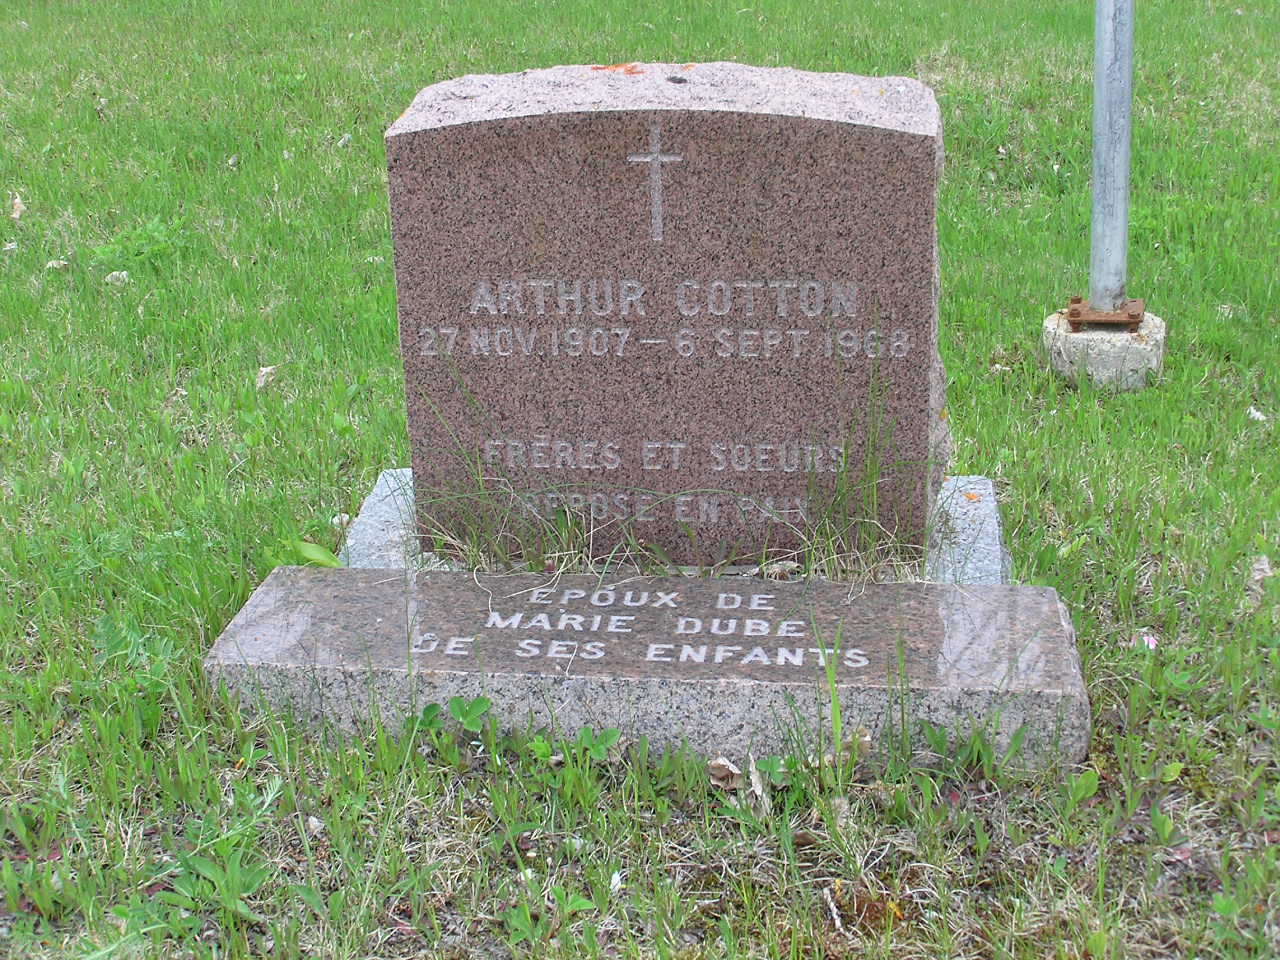 ARTHUR COTTON
27 NOV. 1907 – 6 SEPT. 1968
FRÈRES ET SOEURS
REPOSE EN PAIX
EPOUX DE
MARIE DUBE
DE SES ENFANTS